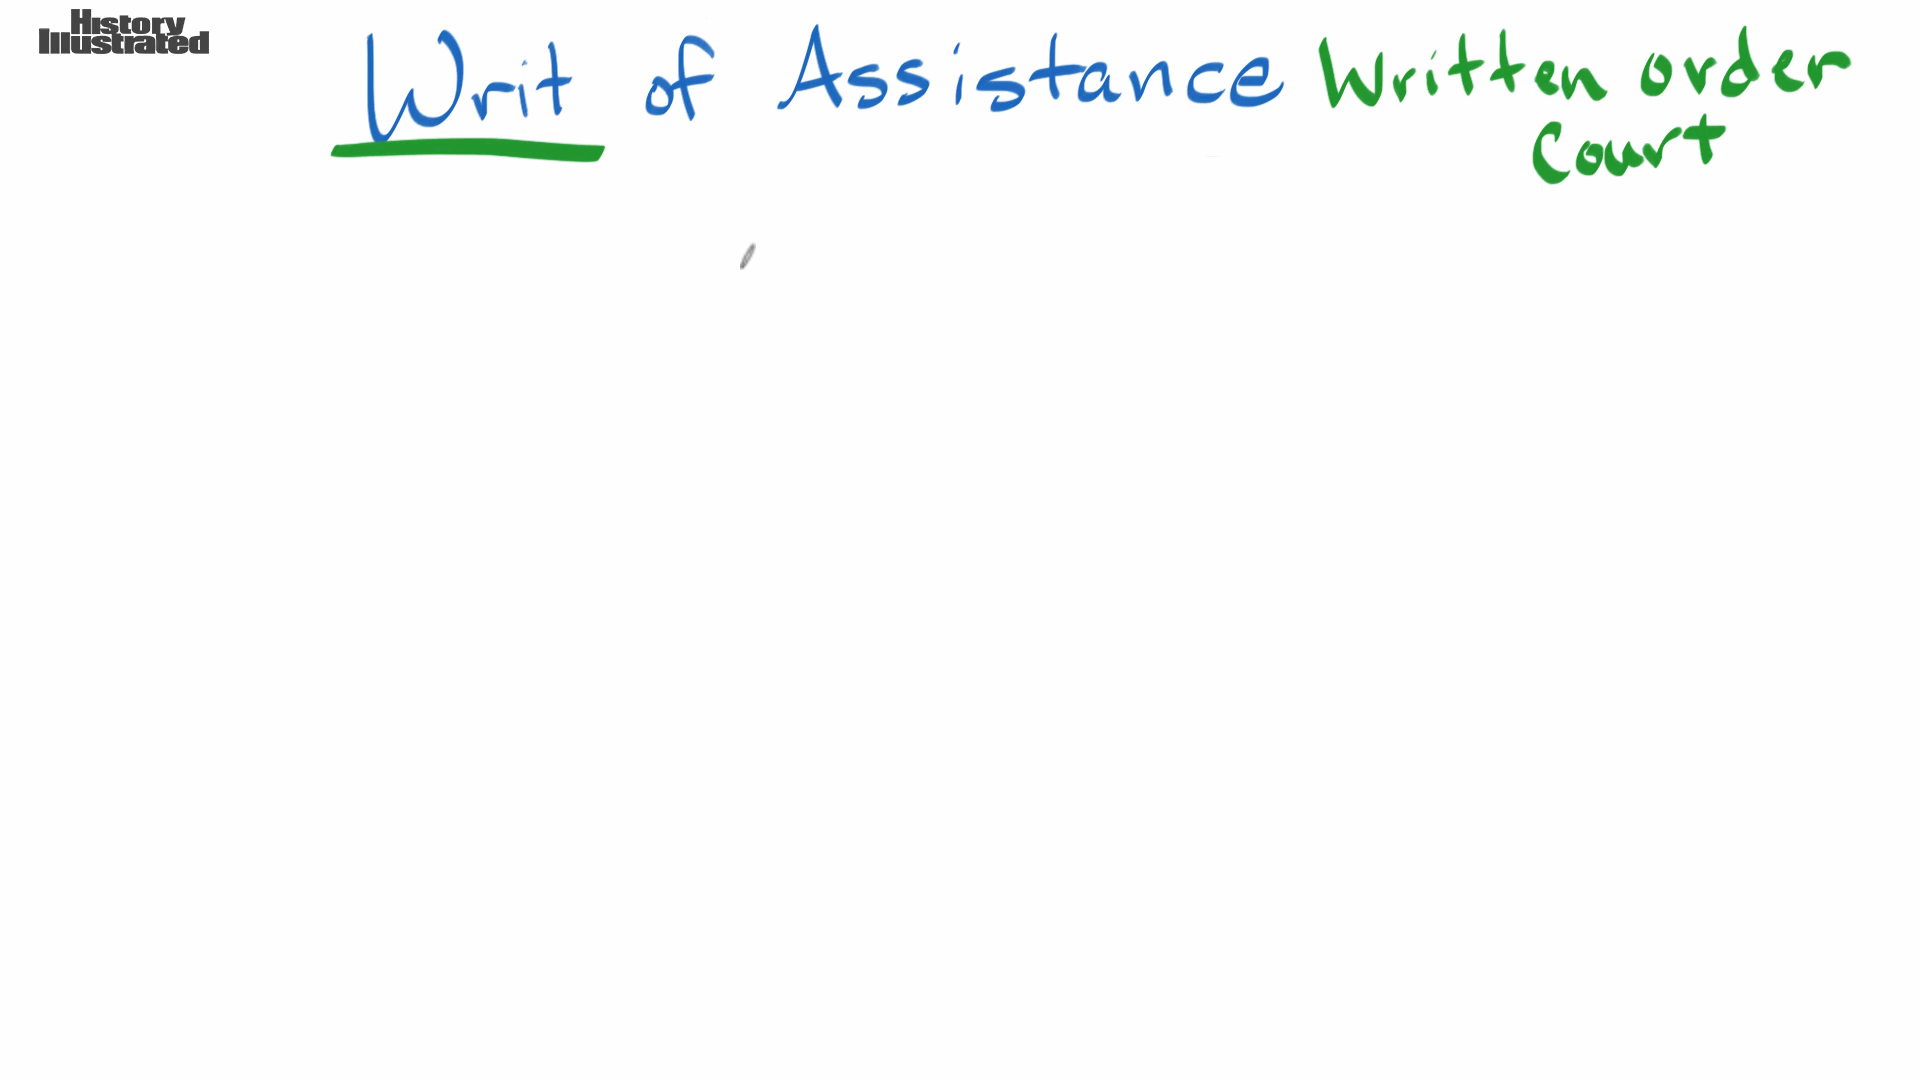 History
Illustrated
Writ of Assistance Written order
Court